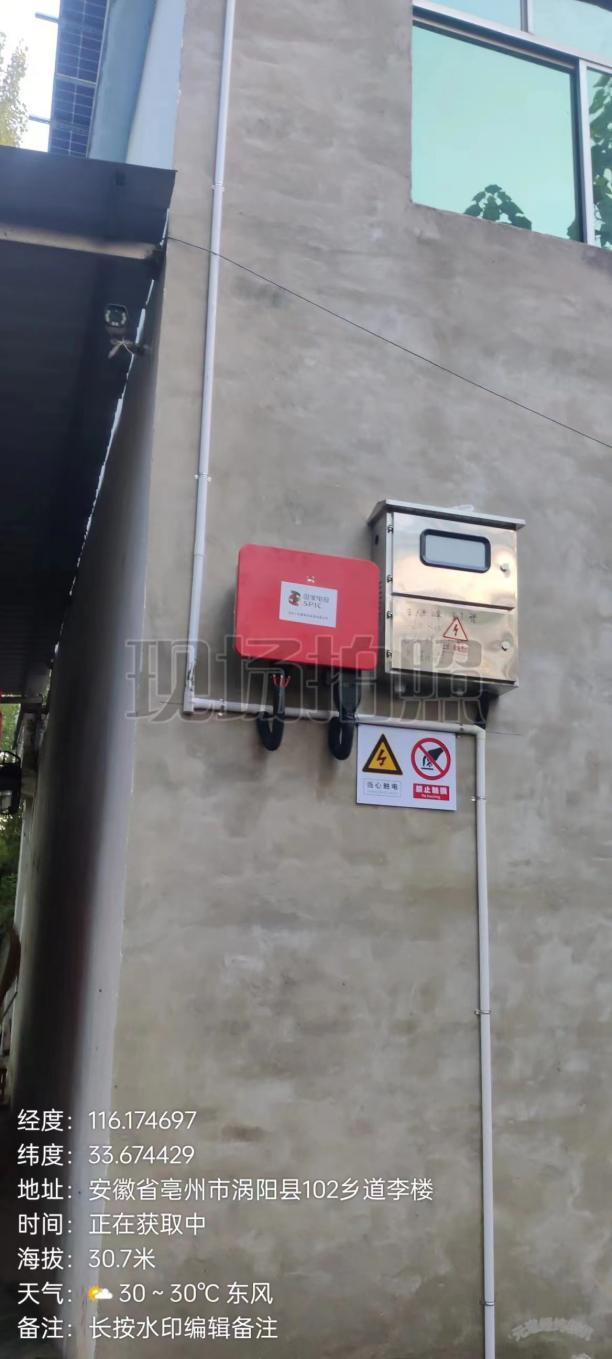 国家电投
SPIC
现场拍照
当心触电
禁止触摸
No touching
经度：116.174697
纬度：33.674429
地址：安徽省亳州市涡阳县102乡道李楼
时间：正在获取中
海拔：30.7米
天气：30 ~ 30℃ 东风
备注：长按水印编辑备注